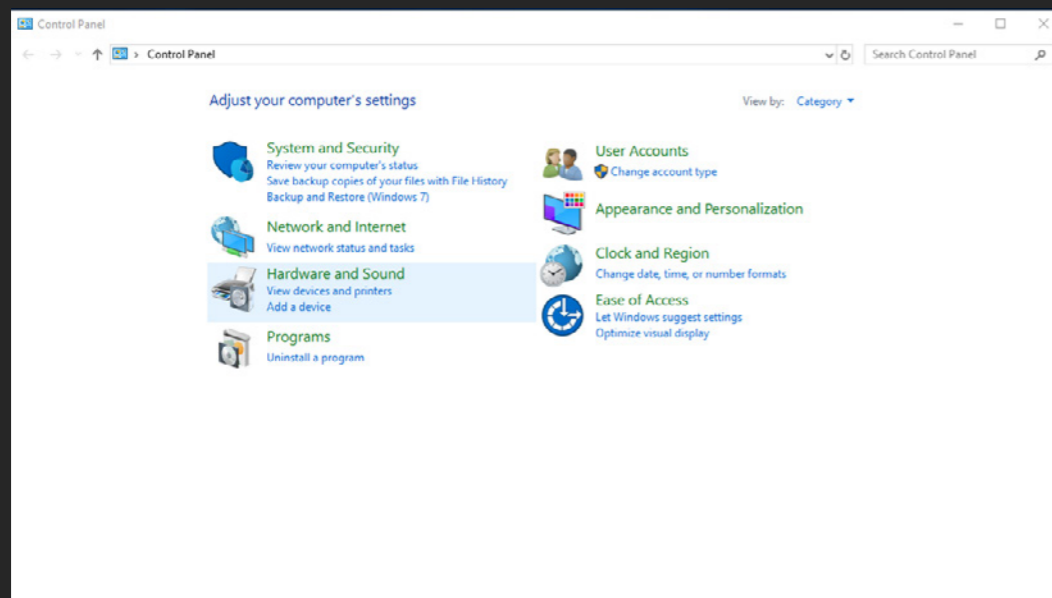 Control Panel
Control Panel
Search Control Panel
Adjust your computer's settings
View by: Category
System and Security
Review your computer's status
Save backup copies of your files with File History
Backup and Restore (Windows 7)
Network and Internet
View network status and tasks
Hardware and Sound
View devices and printers
Add a device
Programs
Uninstall a program
User Accounts
Change account type
Appearance and Personalization
Clock and Region
Change date, time, or number formats
Ease of Access
Let Windows suggest settings
Optimize visual display